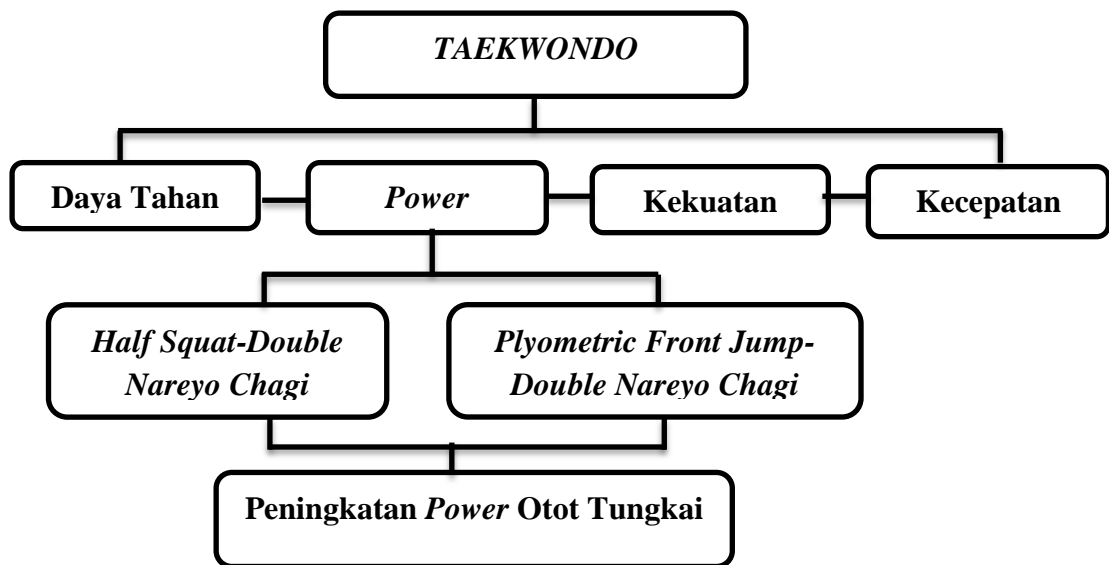 TAEKWONDO
Daya Tahan
Power
Kekuatan
Kecepatan
Half Squat-Double
Nareyo Chagi
Plyometric Front Jump-
Double Nareyo Chagi
Peningkatan Power Otot Tungkai